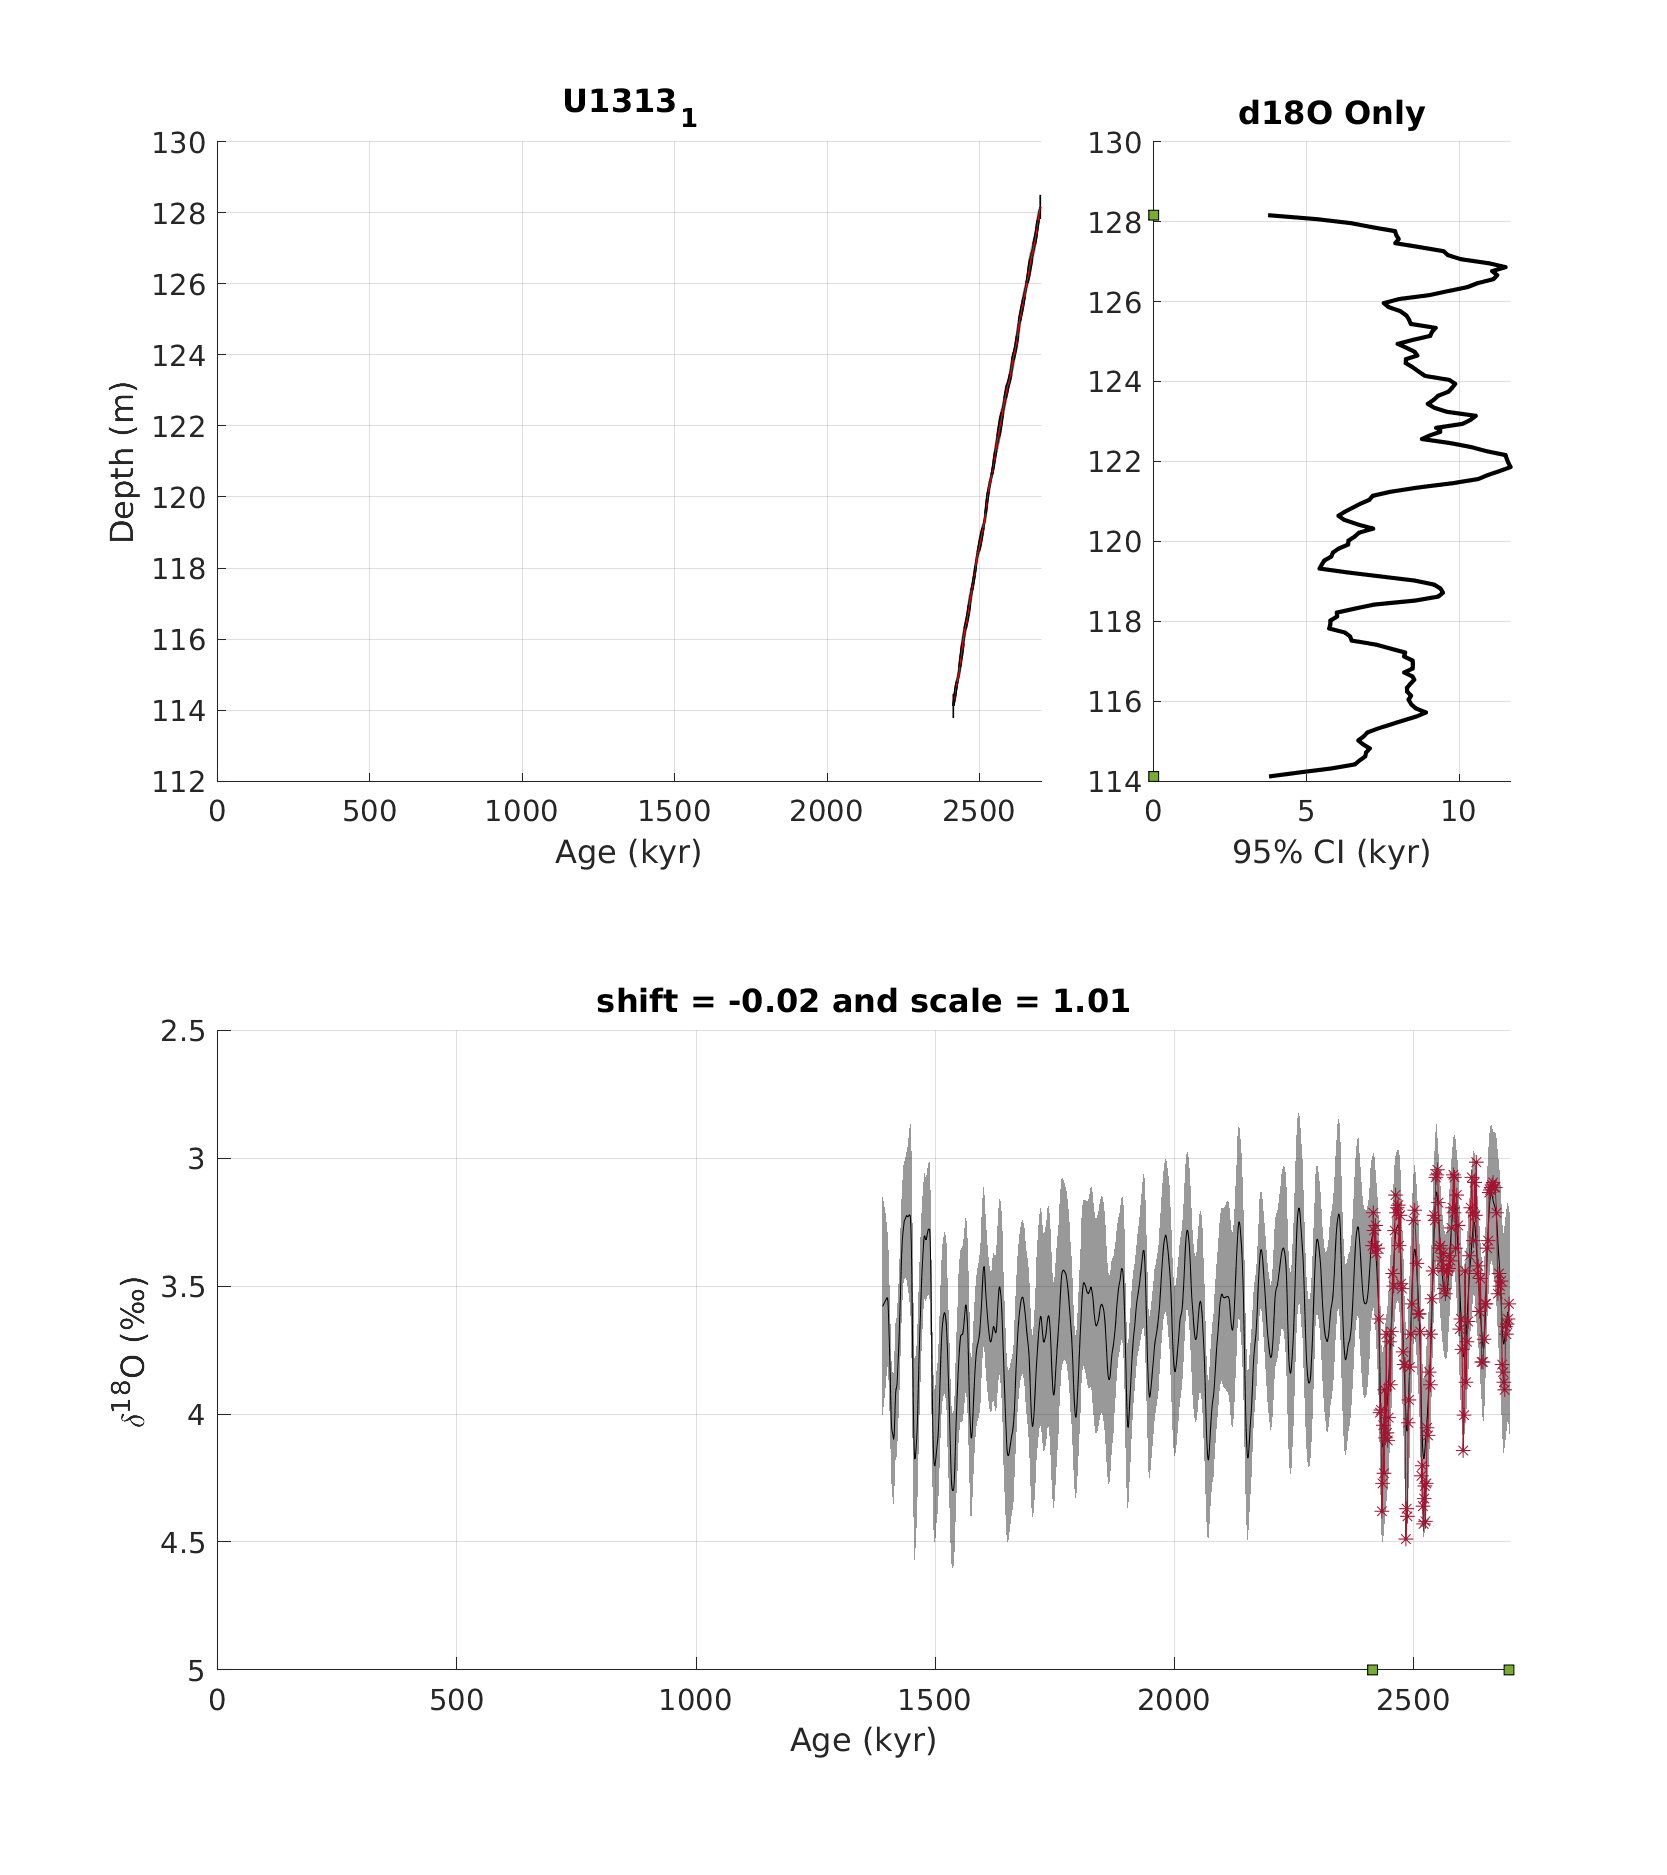 U1313₁
130
128
126
124
122
120
118
116
114
112
Depth (m)
0 500 1000 1500 2000 2500
Age (kyr)
d18O Only
130
128
126
124
122
120
118
116
114
0 5 10
95% CI (kyr)
shift = -0.02 and scale = 1.01
2.5
3
3.5
4
4.5
5
δ¹⁸O (‰)
0 500 1000 1500 2000 2500
Age (kyr)